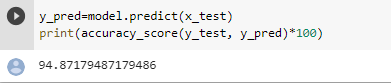 y_pred=model.predict(x_test)
print(accuracy_score(y_test, y_pred)*100)
94.87179487179486